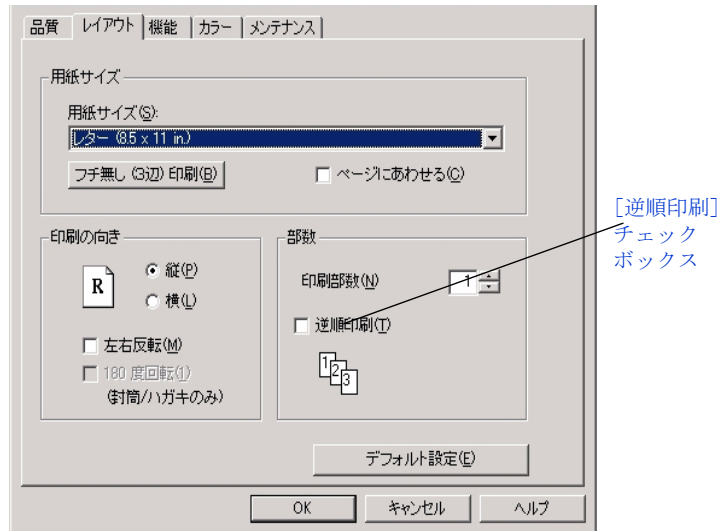 品質 レイアウト 機能 カラー メンテナンス
用紙サイズ
用紙サイズ(S):
レター (8.5 x 11 in.)
フチ無し (3辺) 印刷(B) ページにあわせる(C)
印刷の向き
R
縦(P)
横(L)
左右反転(M)
180 度回転(1)
(封筒/ハガキのみ)
部数
印刷部数(N) 1
逆順印刷(T)
1
2
3
[逆順印刷]
チェック
ボックス
デフォルト設定(E)
OK キャンセル ヘルプ